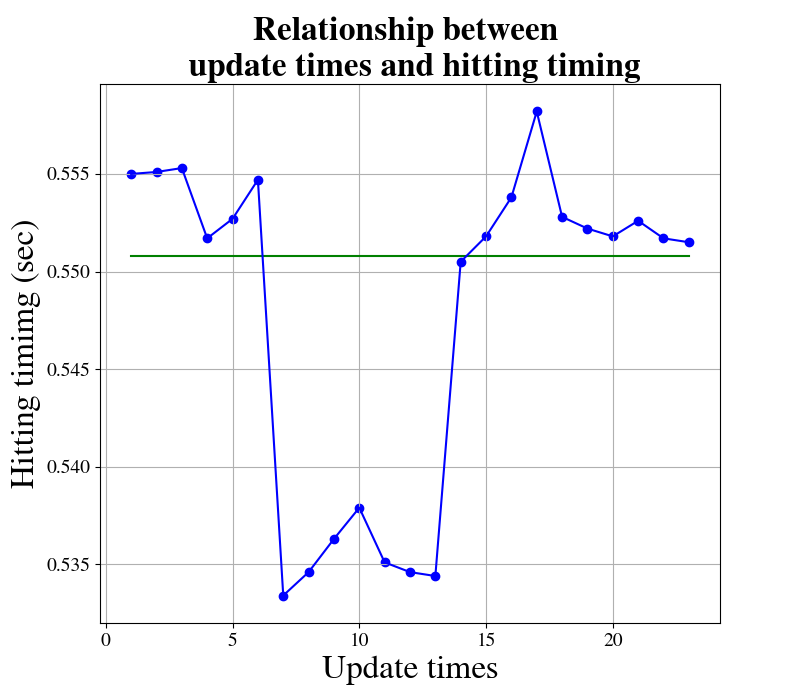 Relationship between
update times and hitting timing
Hitting timimg (sec)
0.555
0.550
0.545
0.540
0.535
0
5
10
15
20
Update times